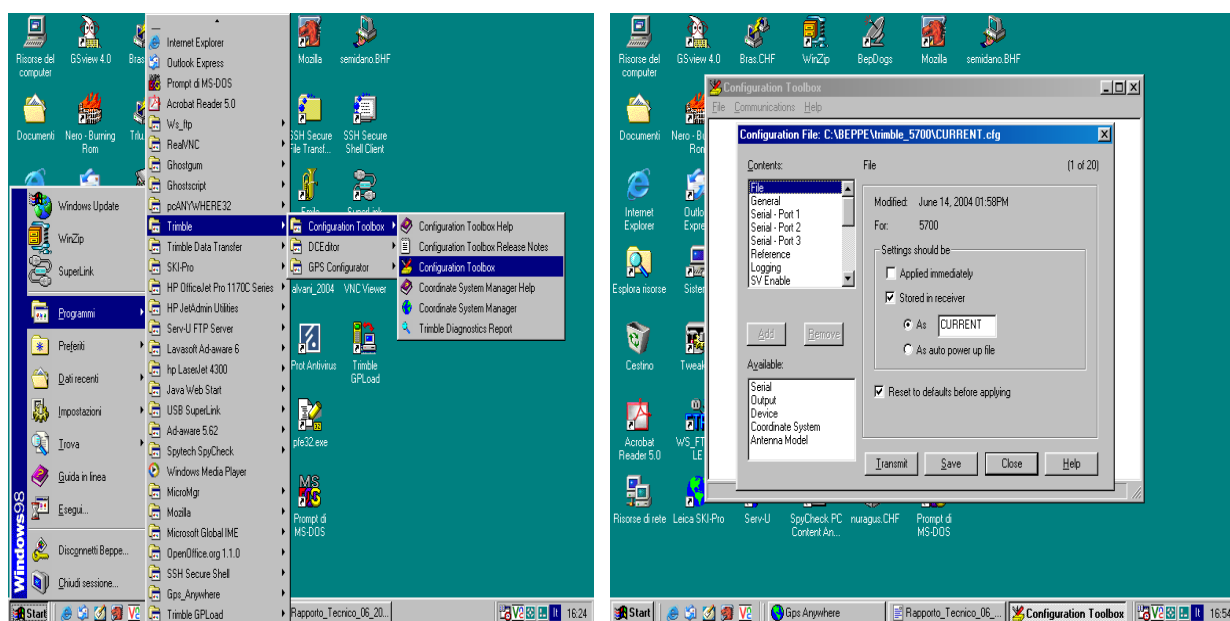 Risorse del computer
GSview 4.0
Bras
Mozilla
semidano.BHF
Documenti
Nero - Burning Rom
SSH Secure File Transf...
SSH Secure Shell Client
alvani_2004
VNC Viewer
Prot Antivirus
Trimble GPLoad
pfe32.exe
Prompt di MS-DOS
Internet Explorer
Outlook Express
Prompt di MS-DOS
Acrobat Reader 5.0
Ws_ftp
RealVNC
Ghostgum
Ghostscript
pcANYWHERE32
Trimble
Trimble Data Transfer
SKI-Pro
HP OfficeJet Pro 1170C Series
HP JetAdmin Utilities
Serv-U FTP Server
Lavasoft Ad-aware 6
hp LaserJet 4300
Java Web Start
USB SuperLink
Ad-aware 5.62
Spytech SpyCheck
Windows Media Player
MicroMgr
Mozilla
Microsoft Global IME
OpenOffice.org 1.1.0
SSH Secure Shell
Gps_Anywhere
Trimble GPLoad
Configuration Toolbox
DCEditor
GPS Configurator
Configuration Toolbox Help
Configuration Toolbox Release Notes
Configuration Toolbox
Coordinate System Manager Help
Coordinate System Manager
Trimble Diagnostics Report
Windows Update
WinZip
SuperLink
Programmi
Preferiti
Dati recenti
Impostazioni
Trova
Guida in linea
Esegui...
Disconnetti Beppe...
Chiudi sessione...
Windows98
Start
Rapporto_Tecnico_06_20...
16:24
Risorse del computer
GSview 4.0
Bras.CHF
WinZip
BepDogs
Mozilla
semidano.BHF
Documenti
Nero - Bu
Rom
Internet Explorer
Outlo
Expre
Esplora risorse
Sister
Cestino
Tweak
Acrobat Reader 5.0
WS_FT
LE
Risorse di rete
Leica SKI-Pro
Serv-U
SpyCheck PC Content An...
nuragus.CHF
Prompt di MS-DOS
Configuration Toolbox
File Communications Help
Configuration File: C:\BEPPE\trimble_5700\CURRENT.cfg
Contents:
File
General
Serial - Port 1
Serial - Port 2
Serial - Port 3
Reference
Logging
SV Enable
Add
Remove
Available:
Serial
Output
Device
Coordinate System
Antenna Model
File
(1 of 20)
Modified: June 14, 2004 01:58PM
For: 5700
Settings should be
Applied immediately
Stored in receiver
As CURRENT
As auto power up file
Reset to defaults before applying
Transmit
Save
Close
Help
Start
Gps Anywhere
Rapporto_Tecnico_06_...
Configuration Toolbox
16:54